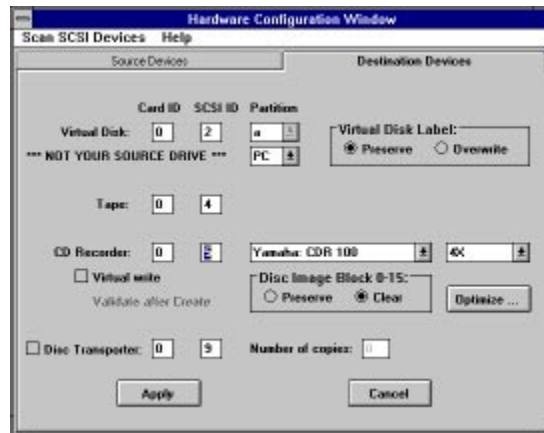 Hardware Configuration Window
Scan SCSI Devices Help
Source Devices Destination Devices
Card ID SCSI ID Partition
Virtual Disk: 0 2 a
Virtual Disk Label:
Preserve Overwrite
*** NOT YOUR SOURCE DRIVE *** PC
Tape: 0 4
CD Recorder: 0 Yamaha: CDR 100 4X
Virtual write
Disc Image Block 0-15:
Validate after Create
Preserve Clear
Optimize ...
Disc Transporter: 0 9 Number of copies: 0
Apply Cancel